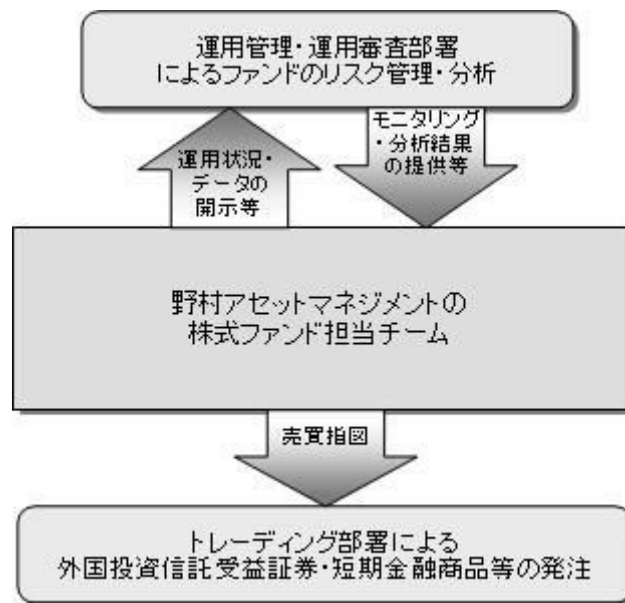 運用管理・運用審査部署
によるファンドのリスク管理・分析
運用状況・
データの
開示等
モニタリング
・分析結果
の提供等
野村アセットマネジメントの
株式ファンド担当チーム
売買指図
トレーディング部署による
外国投資信託受益証券・短期金融商品等の発注